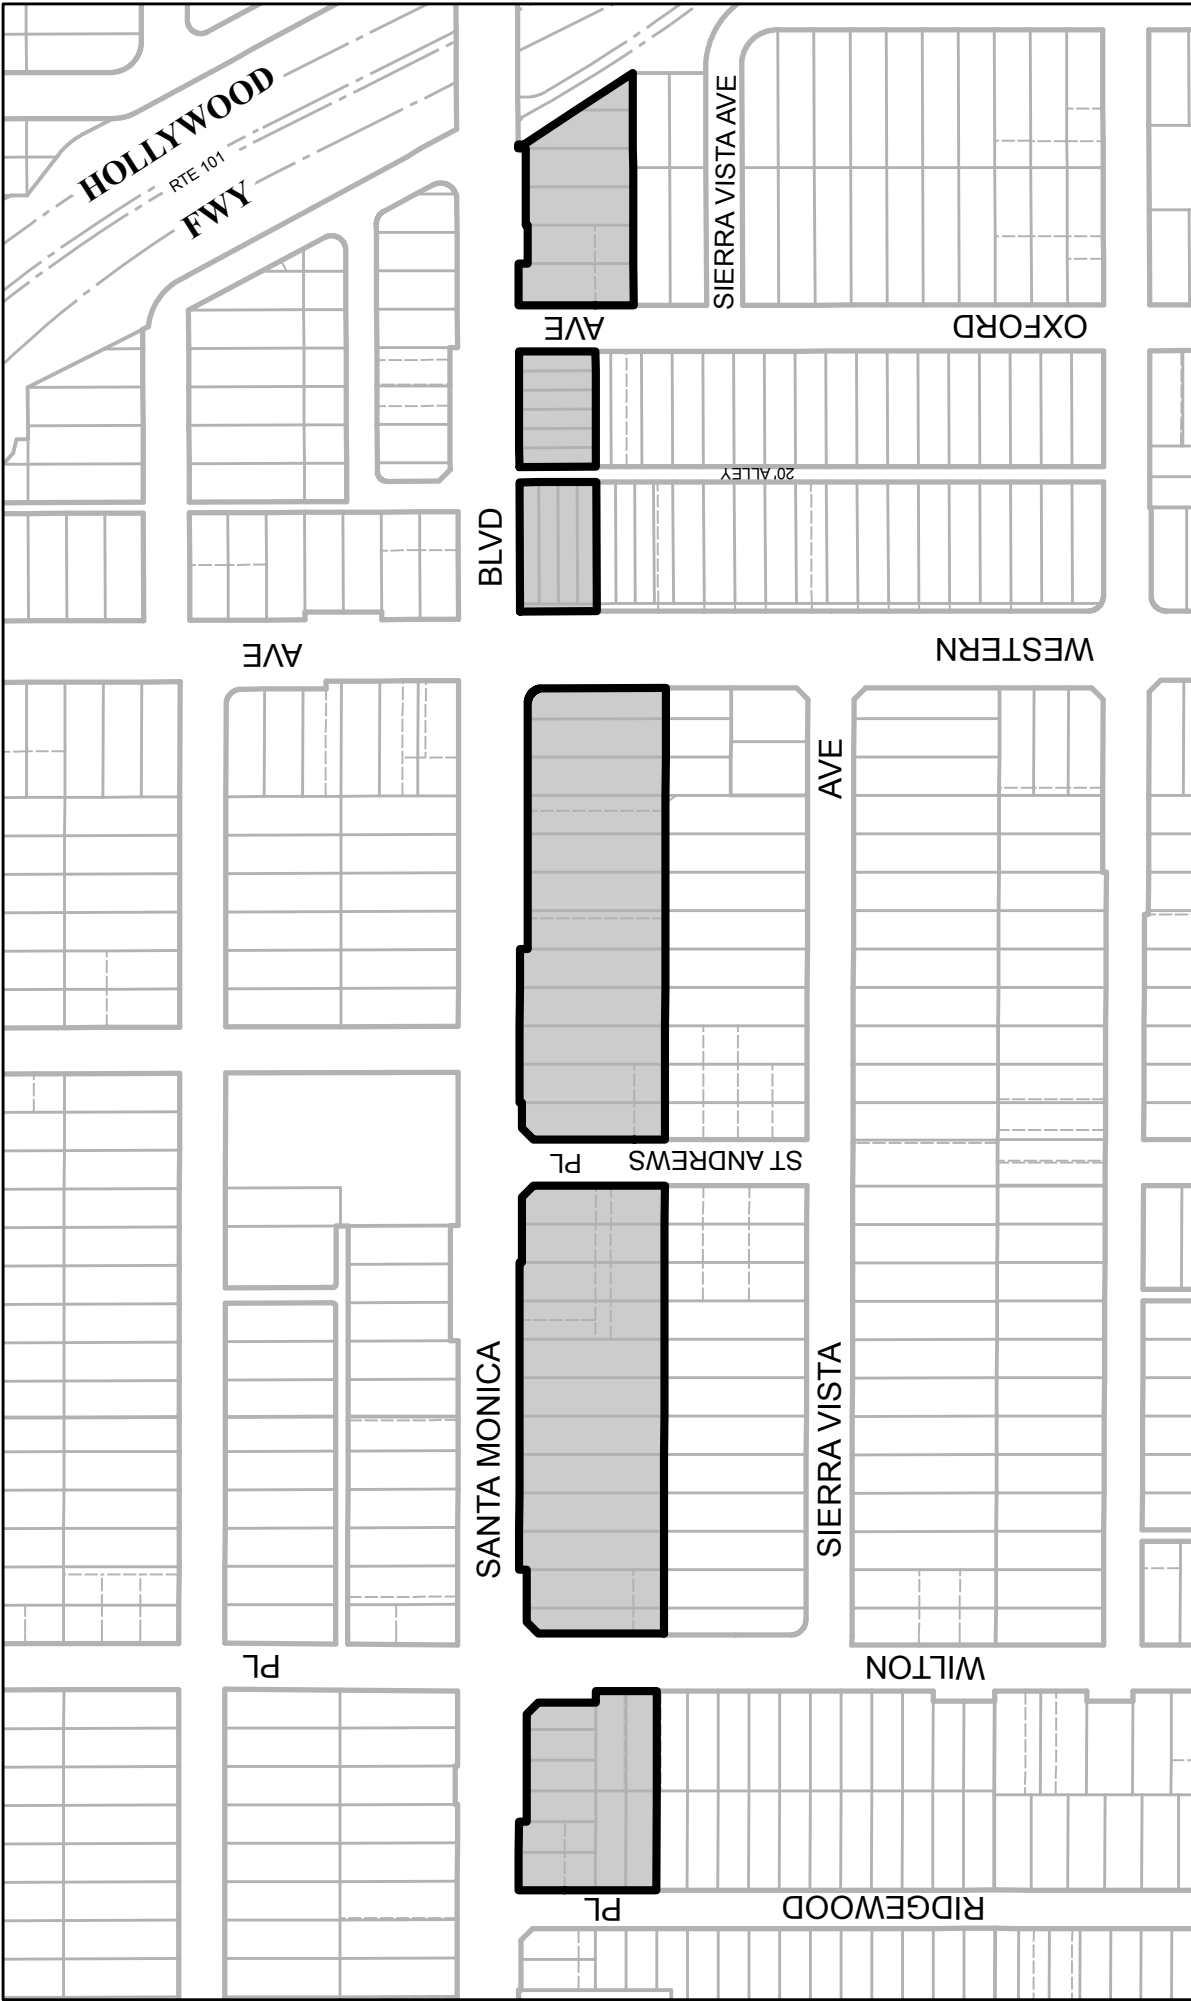 HOLLYWOOD
RTE 101
FWY
SIERRA VISTA AVE
AVE
OXFORD
20' ALLEY
BLVD
AVE
WESTERN
AVE
PL
ST ANDREWS
SANTA MONICA
SIERRA VISTA
PL
WILTON
PL
RIDGEWOOD